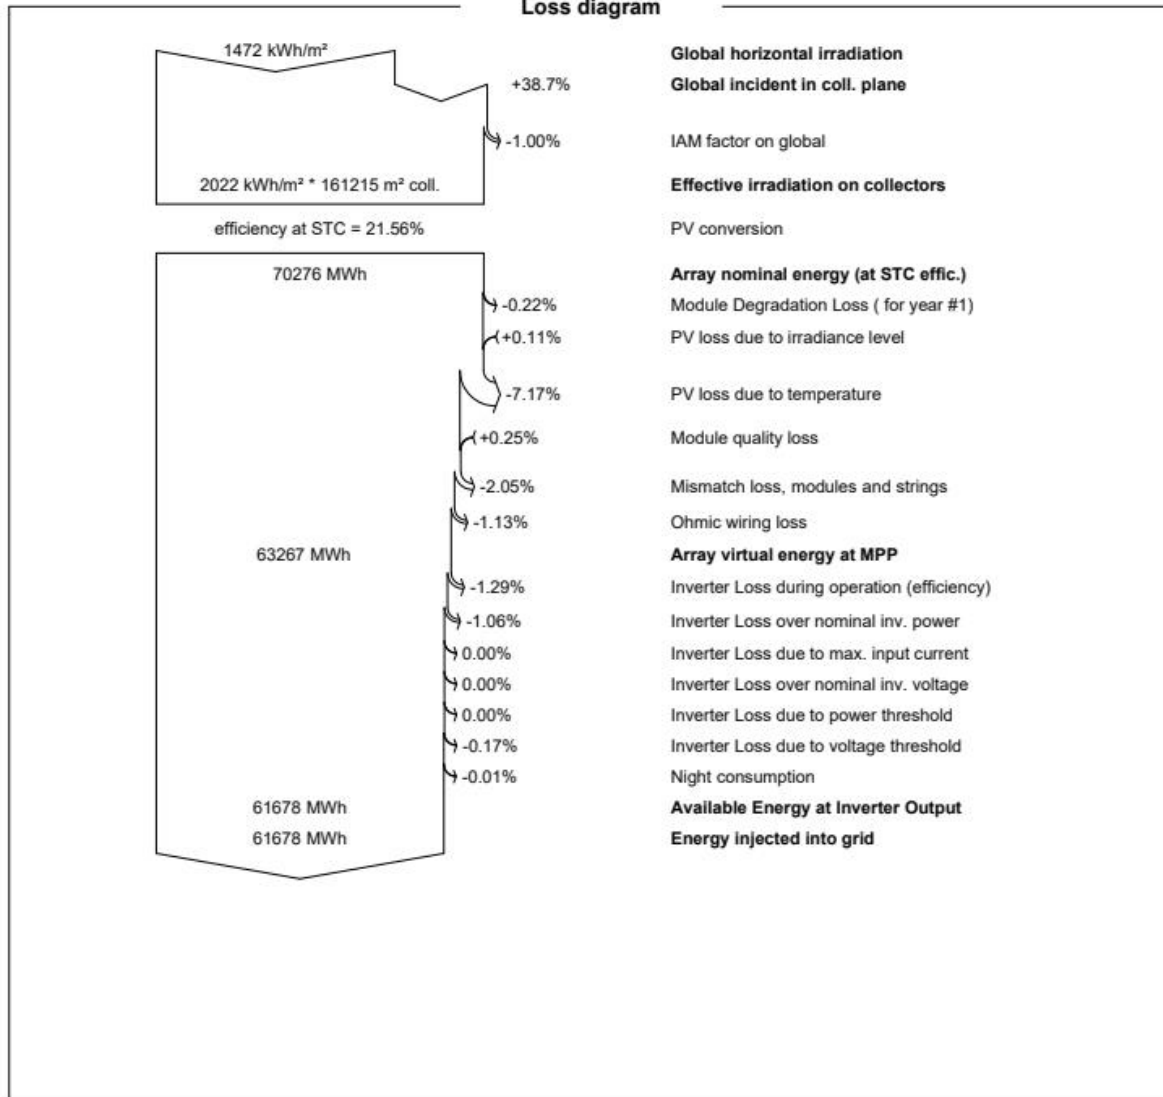 Loss diagram
1472 kWh/m² Global horizontal irradiation
+38.7% Global incident in coll. plane
-1.00% IAM factor on global
2022 kWh/m² * 161215 m² coll. Effective irradiation on collectors
efficiency at STC = 21.56% PV conversion
70276 MWh Array nominal energy (at STC effic.)
-0.22% Module Degradation Loss ( for year #1)
+0.11% PV loss due to irradiance level
-7.17% PV loss due to temperature
+0.25% Module quality loss
-2.05% Mismatch loss, modules and strings
-1.13% Ohmic wiring loss
63267 MWh Array virtual energy at MPP
-1.29% Inverter Loss during operation (efficiency)
-1.06% Inverter Loss over nominal inv. power
0.00% Inverter Loss due to max. input current
0.00% Inverter Loss over nominal inv. voltage
0.00% Inverter Loss due to power threshold
-0.17% Inverter Loss due to voltage threshold
-0.01% Night consumption
61678 MWh Available Energy at Inverter Output
61678 MWh Energy injected into grid